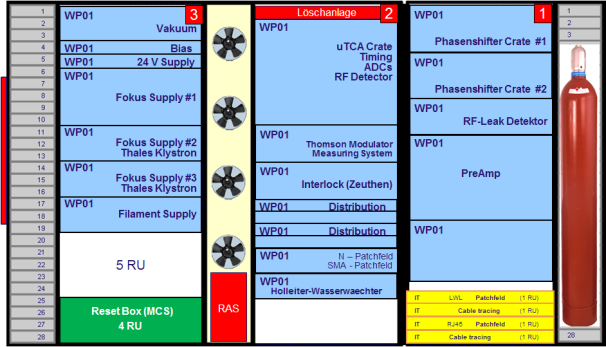 1
2
3
4
5
6
7
8
9
10
11
12
13
14
15
16
17
18
19
20
21
22
23
24
25
26
27
28
WP01
3
Vakuum
WP01 Bias
WP01 24 V Supply
WP01
Fokus Supply #1
WP01
Fokus Supply #2
Thales Klystron
WP01
Fokus Supply #3
Thales Klystron
WP01
Filament Supply
5 RU
Reset Box (MCS)
4 RU
RAS
Löschanlage
2
WP01
uTCA Crate
Timing
ADCs
RF Detector
WP01
Thomson Modulator
Measuring System
WP01
Interlock (Zeuthen)
WP01 Distribution
WP01 Distribution
WP01
N – Patchfeld
SMA - Patchfeld
WP01
Holleiter-Wasserwaechter
WP01
1
Phasenshifter Crate #1
WP01
Phasenshifter Crate #2
WP01
RF-Leak Detektor
WP01
PreAmp
WP01
IT LWL Patchfeld (1 RU)
IT Cable tracing (1 RU)
IT RJ45 Patchfeld (1 RU)
IT Cable tracing (1 RU)
1
2
3
28